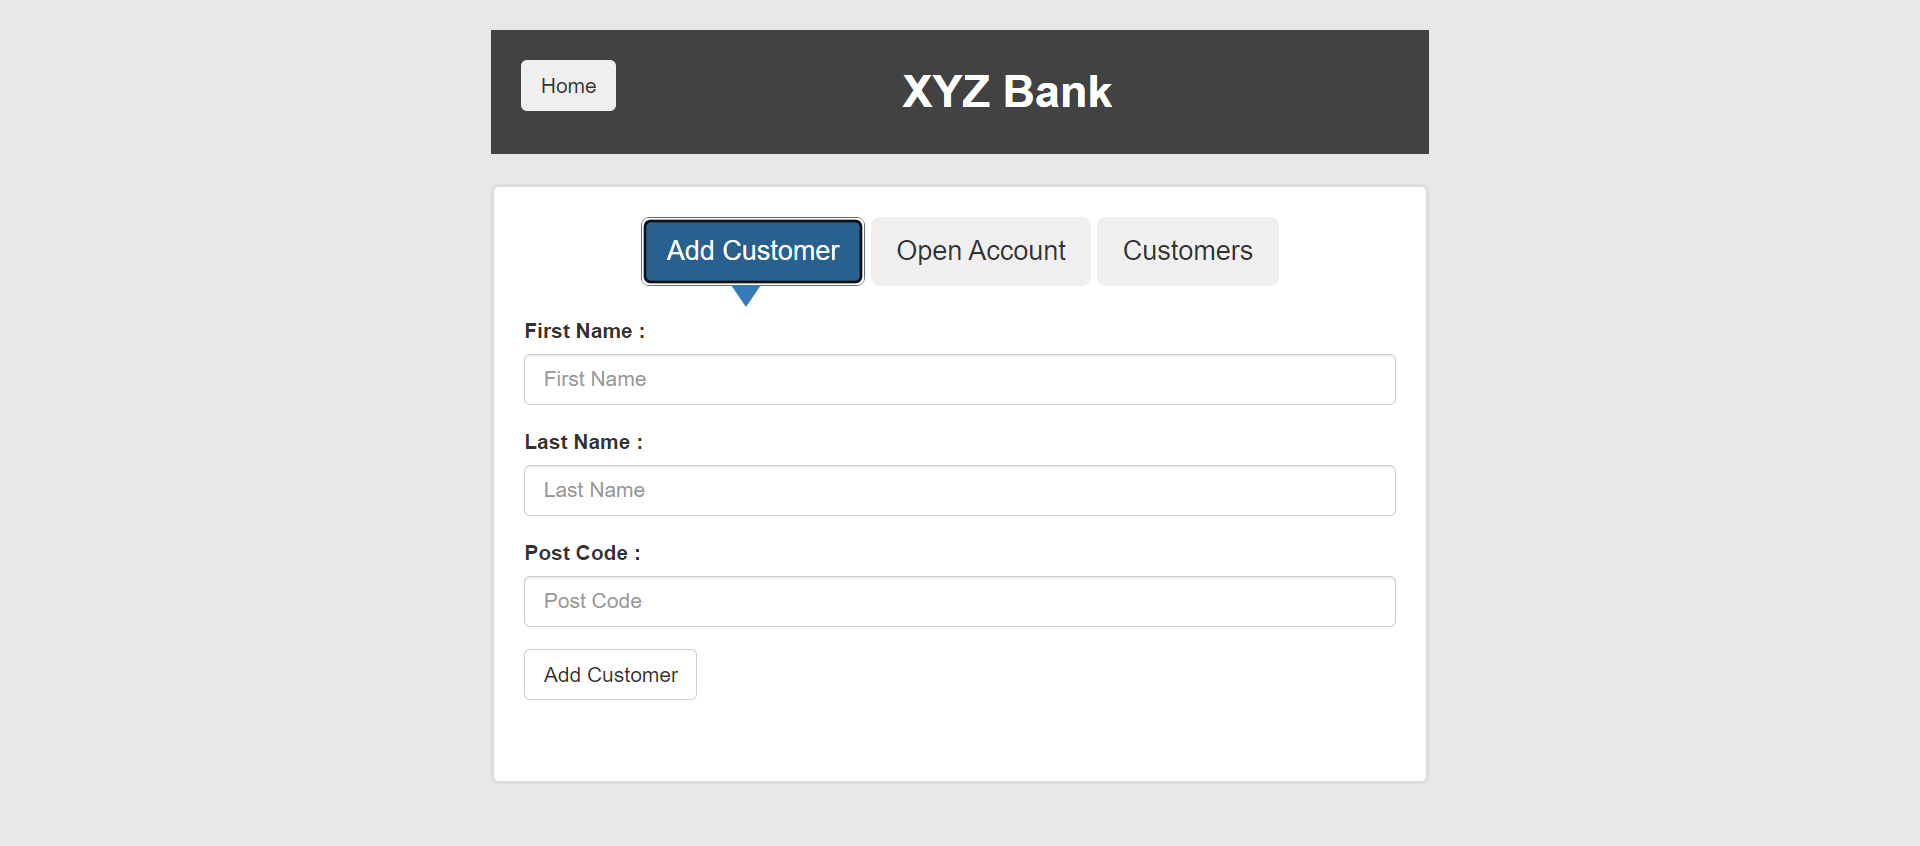 Home
XYZ Bank
Add Customer
Open Account
Customers
First Name :
First Name
Last Name :
Last Name
Post Code :
Post Code
Add Customer